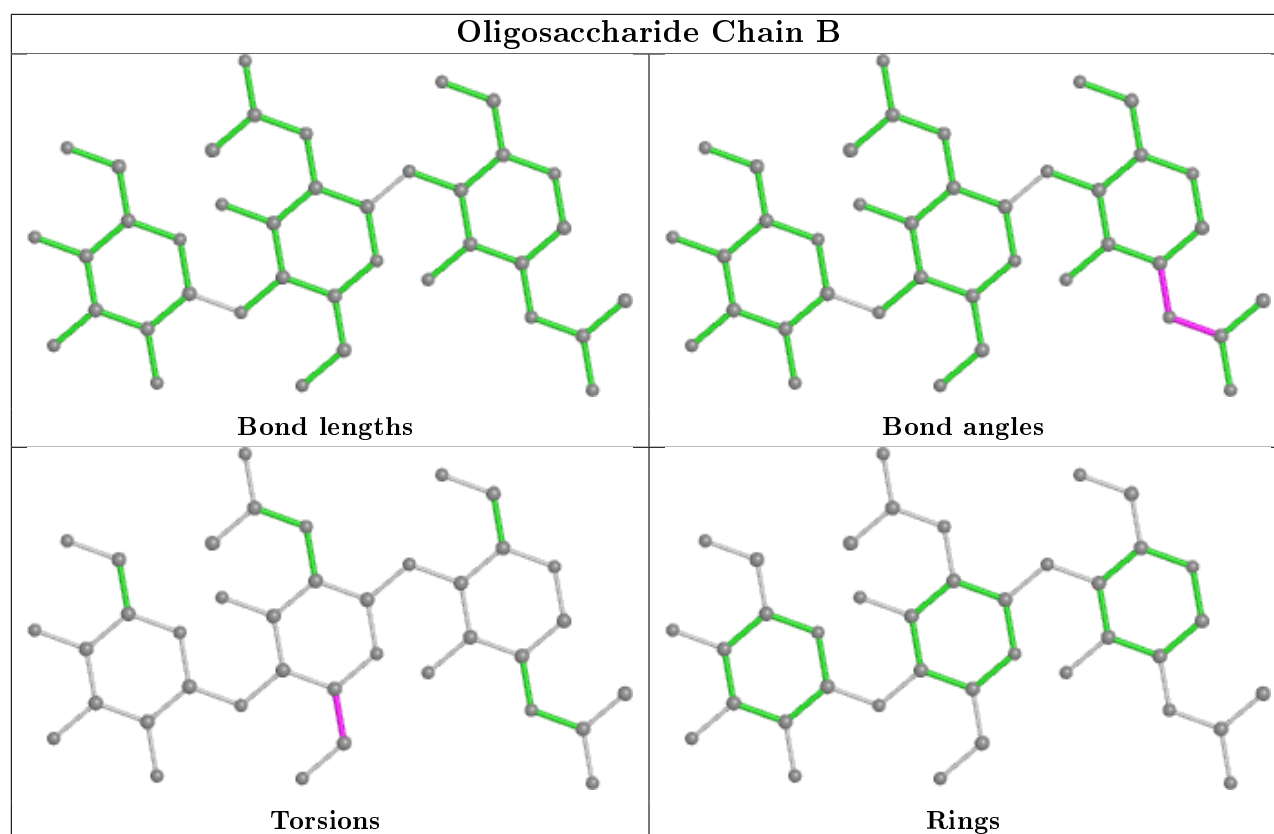 Oligosaccharide Chain B
Bond lengths
Bond angles
Torsions
Rings